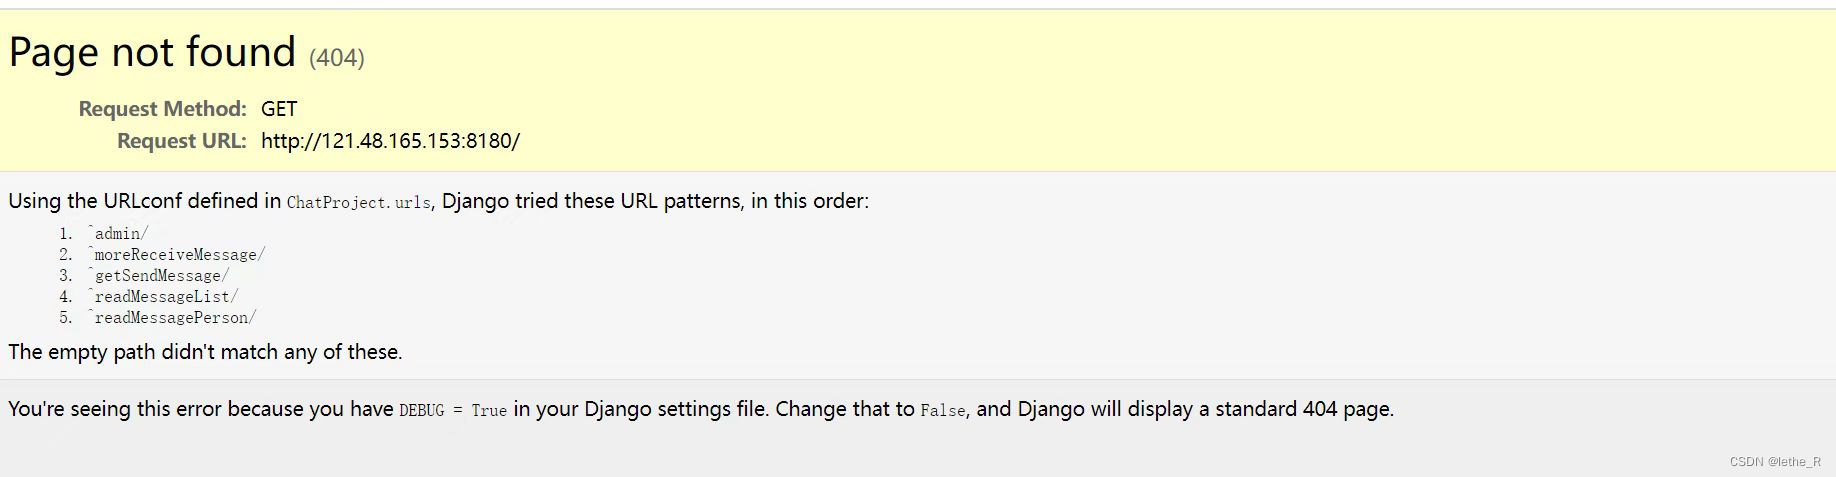 Page not found (404)
Request Method: GET
Request URL: http://121.48.165.153:8180/
Using the URLconf defined in ChatProject.urls, Django tried these URL patterns, in this order:
1. ^admin/
2. ^moreReceiveMessage/
3. ^getSendMessage/
4. ^readMessageList/
5. ^readMessagePerson/
The empty path didn't match any of these.
You're seeing this error because you have DEBUG = True in your Django settings file. Change that to False, and Django will display a standard 404 page.
CSDN @lethe_R